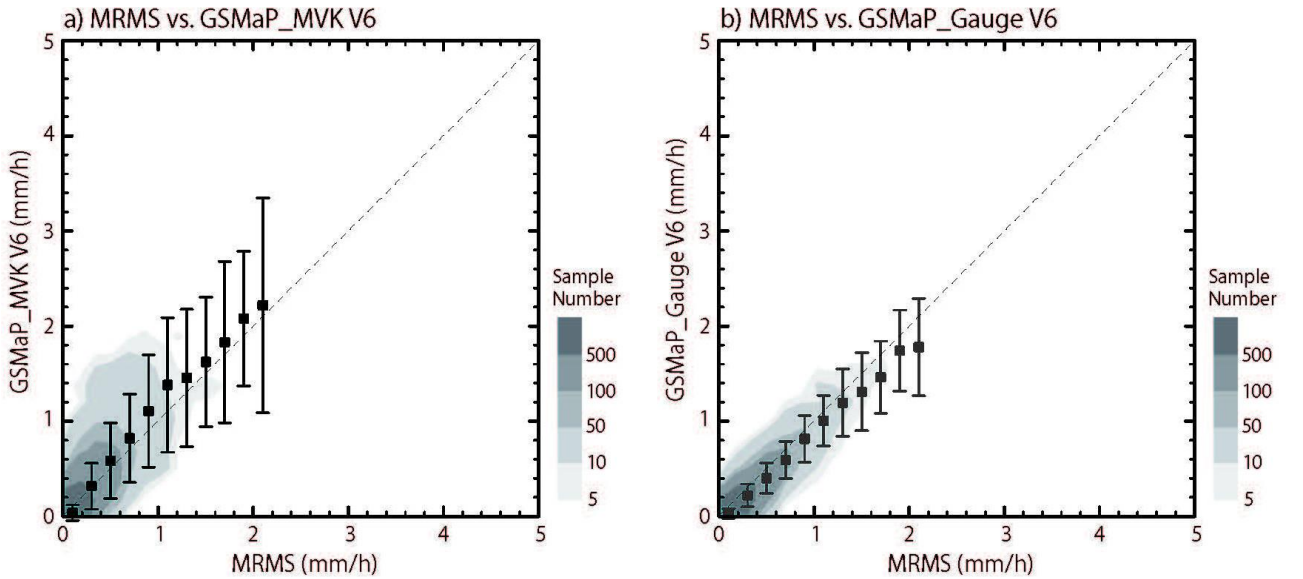 a) MRMS vs. GSMaP_MVK V6
5
4
3
2
1
0
GSMaP_MVK V6 (mm/h)
0 1 2 3 4 5
MRMS (mm/h)
Sample
Number
500
100
50
10
5
b) MRMS vs. GSMaP_Gauge V6
5
4
3
2
1
0
GSMaP_Gauge V6 (mm/h)
0 1 2 3 4 5
MRMS (mm/h)
Sample
Number
500
100
50
10
5